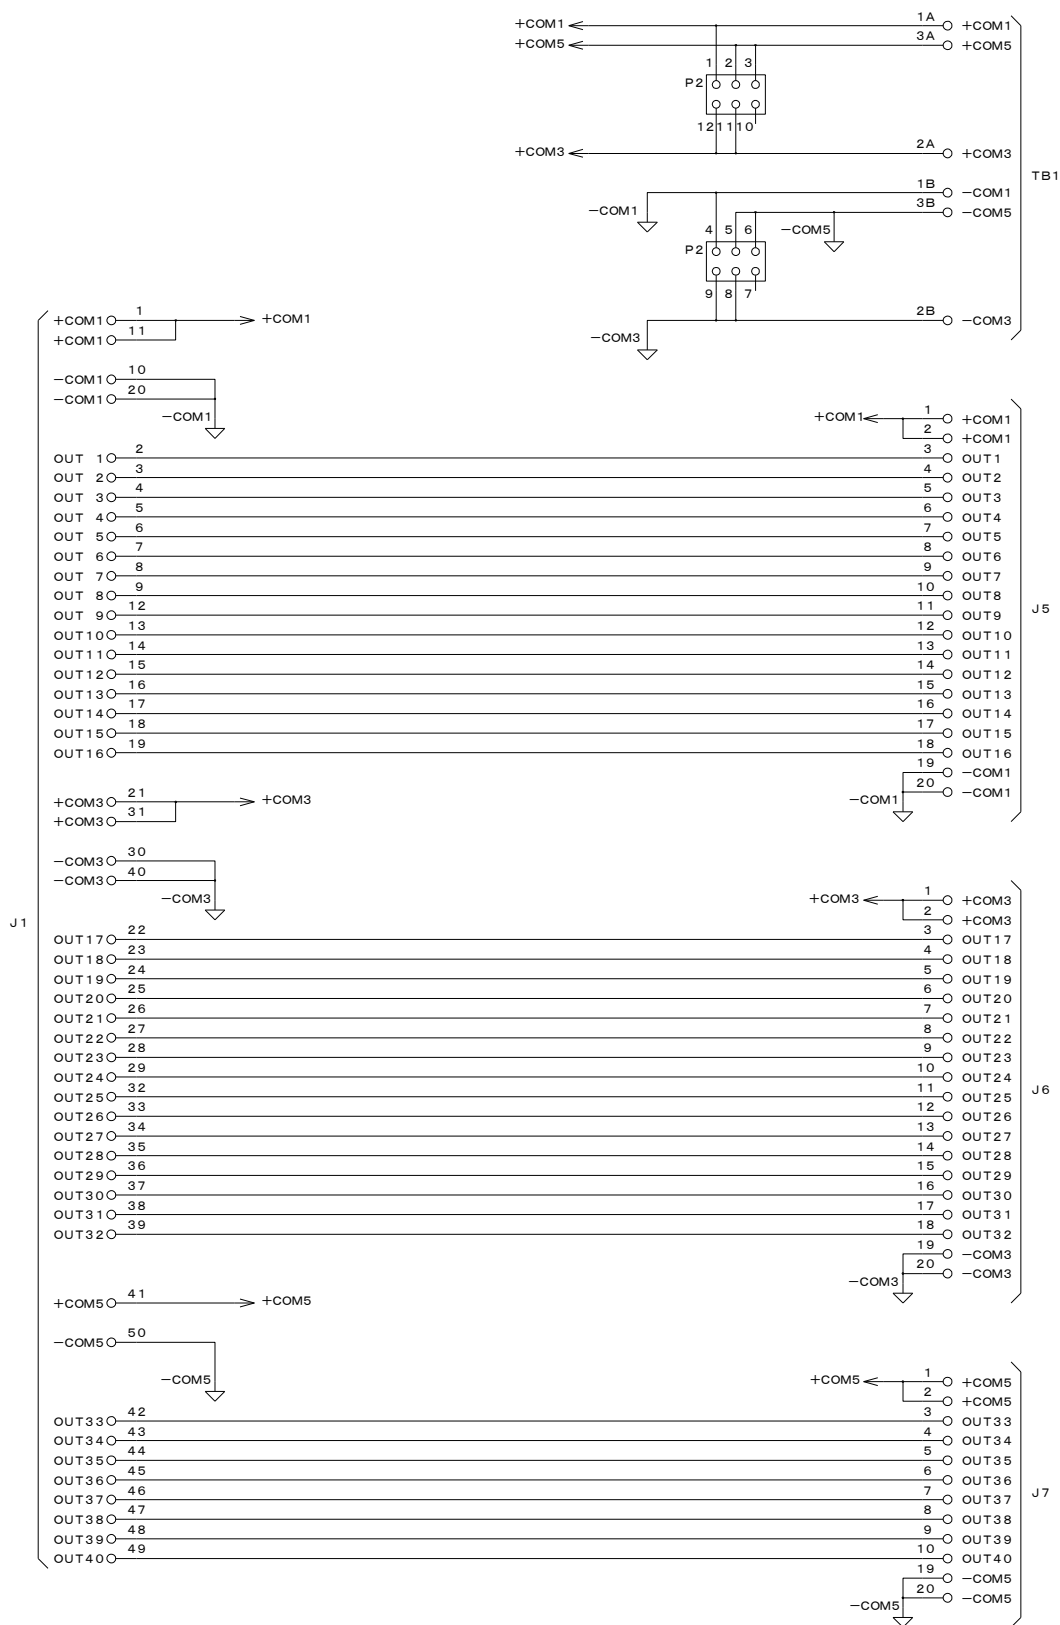 +COM1 1A +COM1
+COM5 3A +COM5
1 2 3
P2
12 11 10
+COM3 2A +COM3
TB1
1B −COM1
−COM1 3B −COM5
4 5 6 −COM5
P2
9 8 7
+COM1 1 +COM1 2B −COM3
+COM1 11 −COM3
−COM1 10
−COM1 20
−COM1 +COM1 1 +COM1
2 +COM1
OUT 1 2 3 OUT1
OUT 2 3 4 OUT2
OUT 3 4 5 OUT3
OUT 4 5 6 OUT4
OUT 5 6 7 OUT5
OUT 6 7 8 OUT6
OUT 7 8 9 OUT7
OUT 8 9 10 OUT8
OUT 9 12 11 OUT9
J5
OUT10 13 12 OUT10
OUT11 14 13 OUT11
OUT12 15 14 OUT12
OUT13 16 15 OUT13
OUT14 17 16 OUT14
OUT15 18 17 OUT15
OUT16 19 18 OUT16
19 −COM1
+COM3 21 +COM3 −COM1 20 −COM1
+COM3 31
−COM3 30
−COM3 40
−COM3 +COM3 1 +COM3
J1 2 +COM3
OUT17 22 3 OUT17
OUT18 23 4 OUT18
OUT19 24 5 OUT19
OUT20 25 6 OUT20
OUT21 26 7 OUT21
OUT22 27 8 OUT22
OUT23 28 9 OUT23
OUT24 29 10 OUT24
J6
OUT25 32 11 OUT25
OUT26 33 12 OUT26
OUT27 34 13 OUT27
OUT28 35 14 OUT28
OUT29 36 15 OUT29
OUT30 37 16 OUT30
OUT31 38 17 OUT31
OUT32 39 18 OUT32
19 −COM3
−COM3 20 −COM3
+COM5 41 +COM5
−COM5 50
−COM5 +COM5 1 +COM5
2 +COM5
OUT33 42 3 OUT33
OUT34 43 4 OUT34
OUT35 44 5 OUT35
OUT36 45 6 OUT36
J7
OUT37 46 7 OUT37
OUT38 47 8 OUT38
OUT39 48 9 OUT39
OUT40 49 10 OUT40
19 −COM5
−COM5 20 −COM5